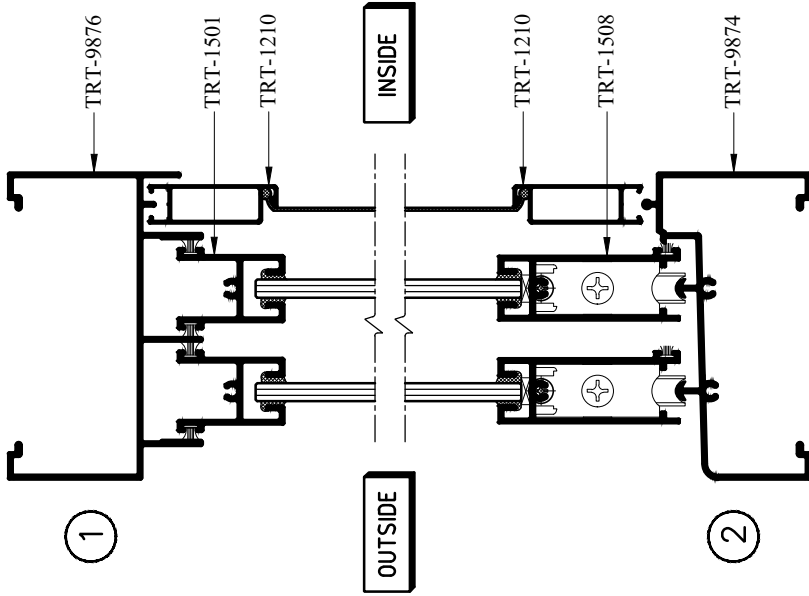 TRT-9876
TRT-1501
TRT-1210
INSIDE
TRT-1210
TRT-1508
TRT-9874
1
OUTSIDE
2